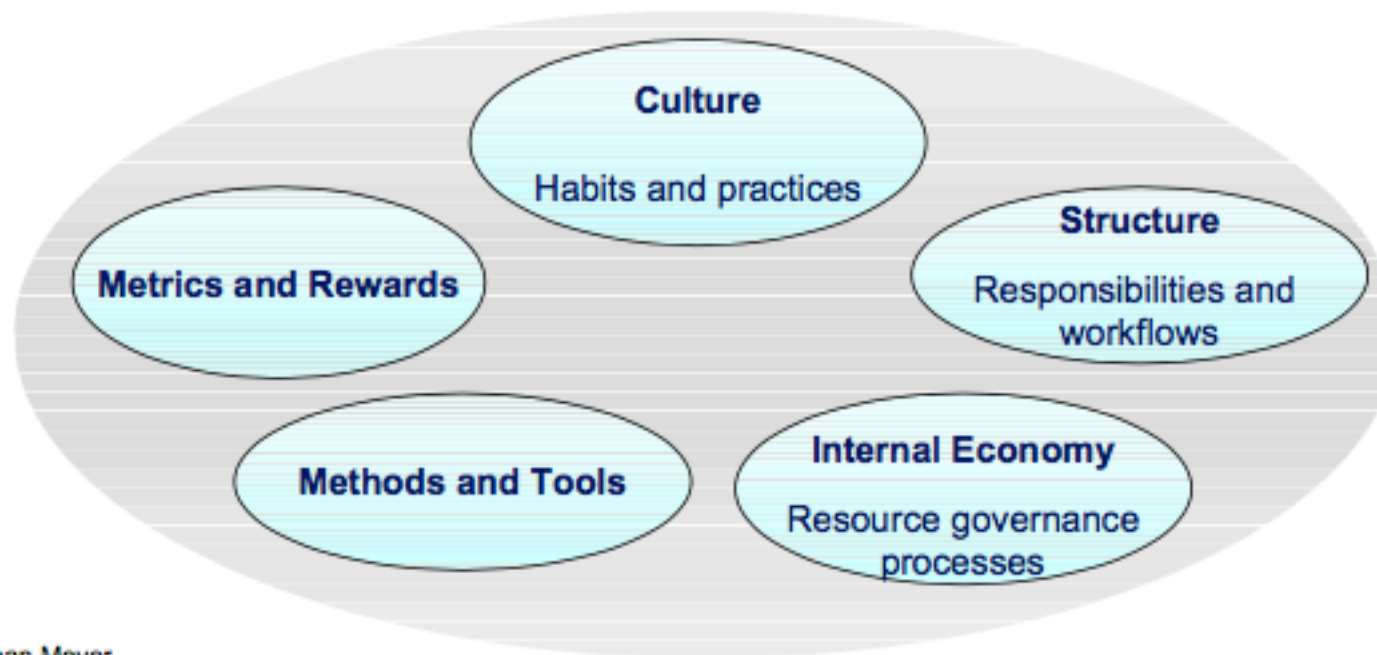 Culture
Habits and practices
Structure
Responsibilities and
workflows
Metrics and Rewards
Methods and Tools
Internal Economy
Resource governance
processes
Meyer